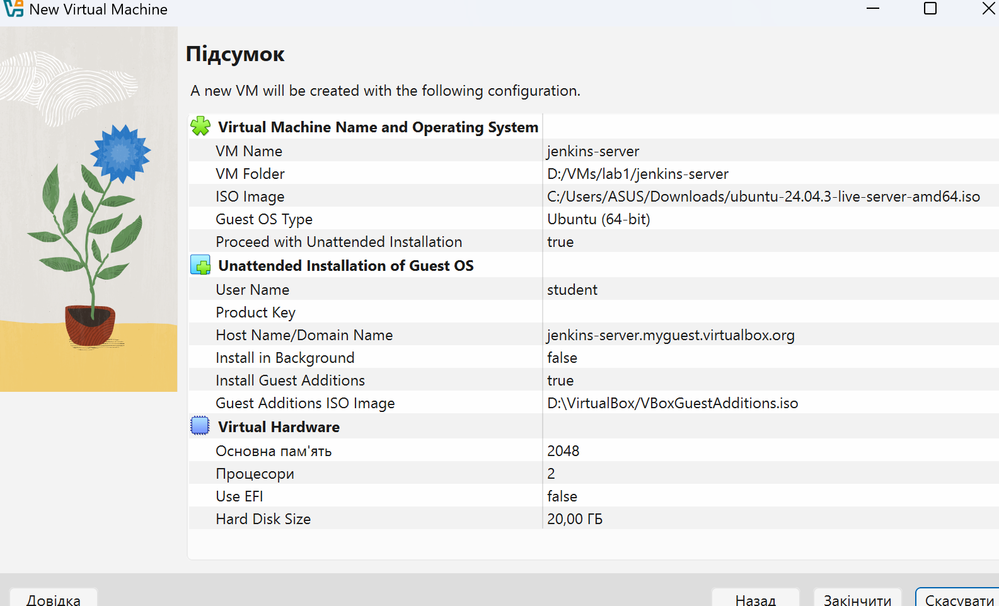 New Virtual Machine
Підсумок
A new VM will be created with the following configuration.
Virtual Machine Name and Operating System
VM Name jenkins-server
VM Folder D:/VMs/lab1/jenkins-server
ISO Image C:/Users/ASUS/Downloads/ubuntu-24.04.3-live-server-amd64.iso
Guest OS Type Ubuntu (64-bit)
Proceed with Unattended Installation true
Unattended Installation of Guest OS
User Name student
Product Key
Host Name/Domain Name jenkins-server.myguest.virtualbox.org
Install in Background false
Install Guest Additions true
Guest Additions ISO Image D:\VirtualBox/VBoxGuestAdditions.iso
Virtual Hardware
Основна пам'ять 2048
Процесори 2
Use EFI false
Hard Disk Size 20,00 ГБ
Довідка Назад Закінчити Скасувати